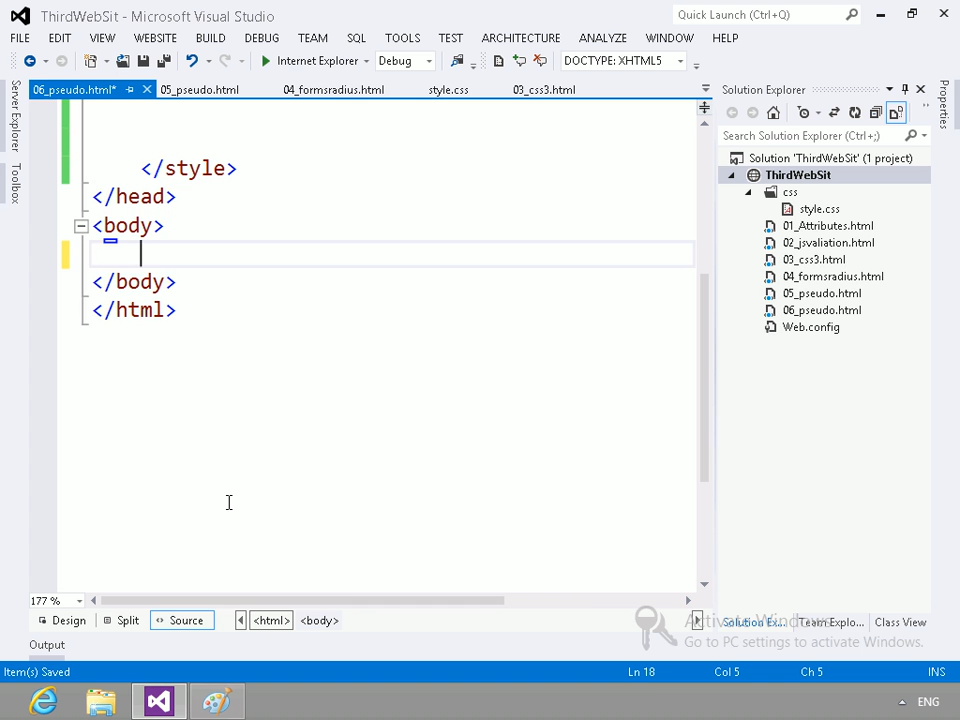 ThirdWebSit - Microsoft Visual Studio
Quick Launch (Ctrl+Q)
FILE EDIT VIEW WEBSITE BUILD DEBUG TEAM SQL TOOLS TEST ARCHITECTURE ANALYZE WINDOW HELP
Internet Explorer Debug DOCTYPE: XHTML5
06_pseudo.html* 05_pseudo.html 04_formsradius.html style.css 03_css3.html
Server Explorer
Toolbox
</style>
</head>
<body>
</body>
</html>
177 %
Design Split Source <html> <body>
Output
Solution Explorer
Search Solution Explorer (Ctrl+;)
Solution 'ThirdWebSit' (1 project)
ThirdWebSit
css
style.css
01_Attributes.html
02_jsvaliation.html
03_css3.html
04_formsradius.html
05_pseudo.html
06_pseudo.html
Web.config
Properties
Activate Windows
Go to PC settings to activate Windows.
Solution Ex... Team Explo... Class View
Item(s) Saved Ln 18 Col 5 Ch 5 INS
ENG